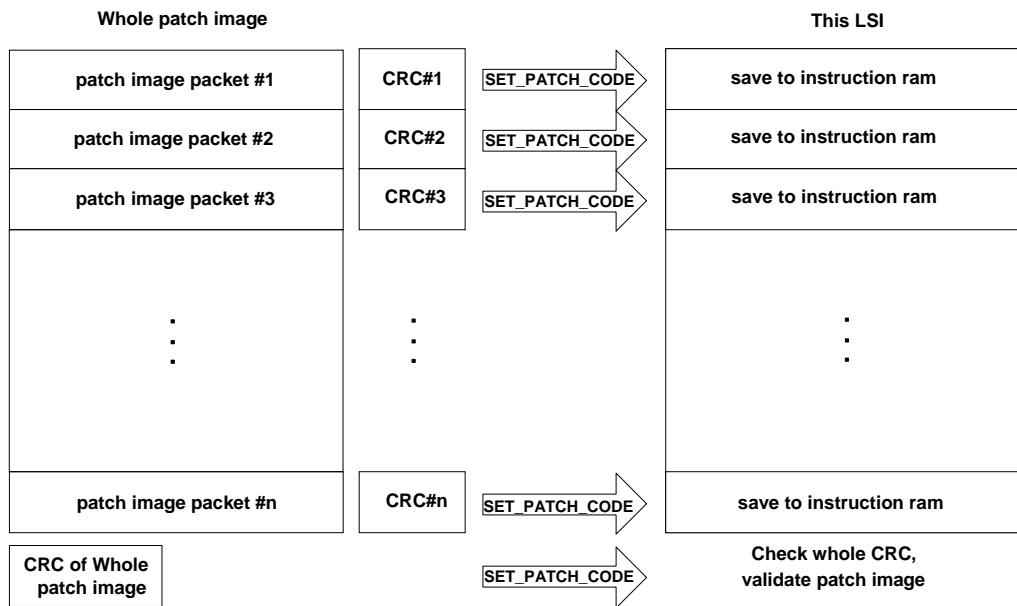 Whole patch image
This LSI
patch image packet #1
CRC#1
SET_PATCH_CODE
save to instruction ram
patch image packet #2
CRC#2
SET_PATCH_CODE
save to instruction ram
patch image packet #3
CRC#3
SET_PATCH_CODE
save to instruction ram
patch image packet #n
CRC#n
SET_PATCH_CODE
save to instruction ram
CRC of Whole
patch image
SET_PATCH_CODE
Check whole CRC,
validate patch image